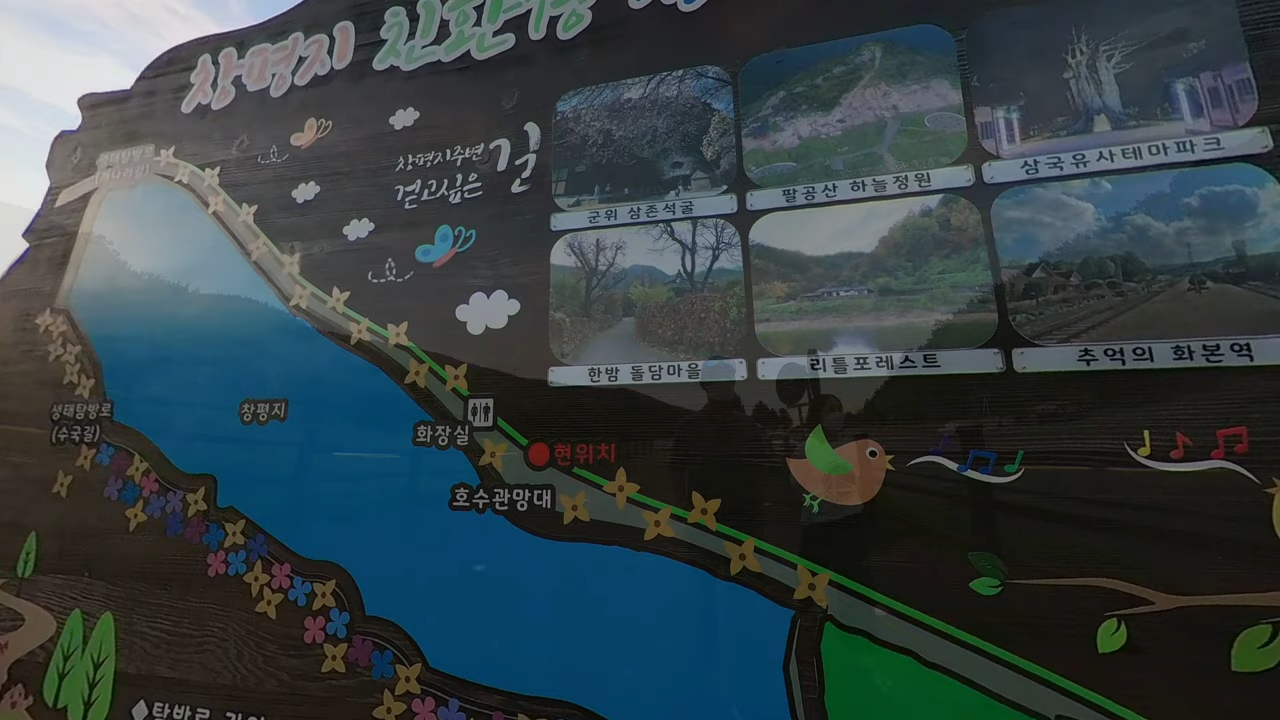 창평지 친환경
창평지주변
걷고싶은 길
군위 삼존석굴
팔공산 하늘정원
삼국유사테마파크
한밤 돌담마을
리틀포레스트
추억의 화본역
생태탐방로
(수국길)
창평지
화장실
현위치
호수관망대